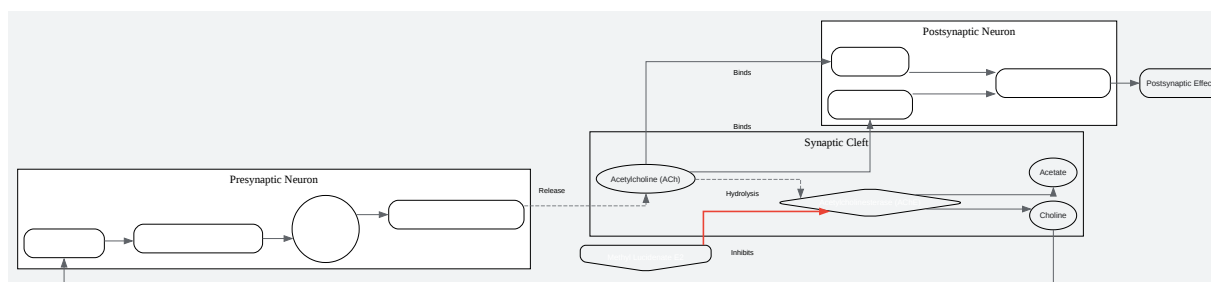 Postsynaptic Neuron
Binds
Postsynaptic Effec
Binds
Synaptic Cleft
Presynaptic Neuron
Acetylcholine (ACh)
Acetate
Release
Hydrolysis
Choline
Inhibits